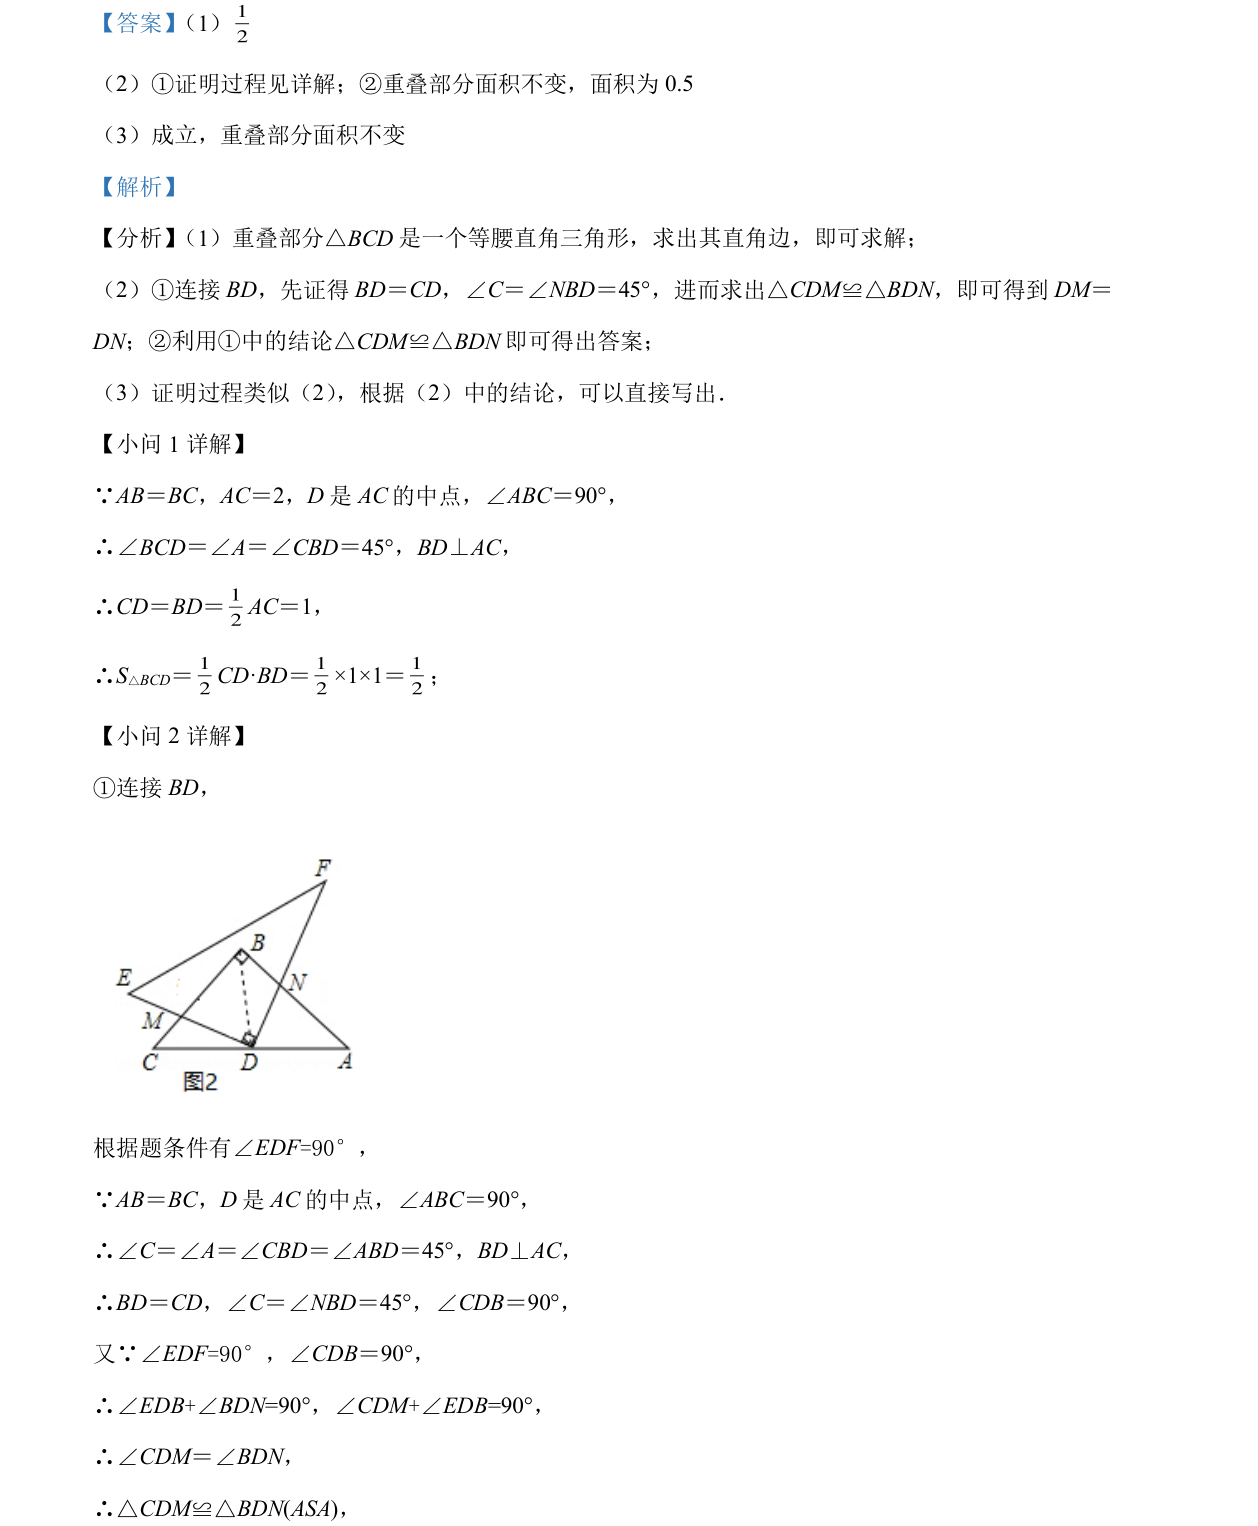 【答案】(1) 1/2
（2）①证明过程见详解；②重叠部分面积不变，面积为 0.5
（3）成立，重叠部分面积不变
【解析】
【分析】（1）重叠部分△BCD 是一个等腰直角三角形，求出其直角边，即可求解；
（2）①连接 BD，先证得 BD＝CD，∠C＝∠NBD＝45°，进而求出△CDM≌△BDN，即可得到 DM＝
DN；②利用①中的结论△CDM≌△BDN 即可得出答案；
（3）证明过程类似（2），根据（2）中的结论，可以直接写出．
【小问 1 详解】
∵AB＝BC，AC＝2，D 是 AC 的中点，∠ABC＝90°，
∴∠BCD＝∠A＝∠CBD＝45°，BD⊥AC，
∴CD＝BD＝1/2 AC＝1，
∴S△BCD＝1/2 CD·BD＝1/2 ×1×1＝1/2；
【小问 2 详解】
①连接 BD，
F
B
E
N
M
C D A
图2
根据题条件有∠EDF=90°，
∵AB＝BC，D 是 AC 的中点，∠ABC＝90°，
∴∠C＝∠A＝∠CBD＝∠ABD＝45°，BD⊥AC，
∴BD＝CD，∠C＝∠NBD＝45°，∠CDB＝90°，
又∵∠EDF=90°，∠CDB＝90°，
∴∠EDB+∠BDN=90°，∠CDM+∠EDB=90°，
∴∠CDM＝∠BDN，
∴△CDM≌△BDN(ASA)，